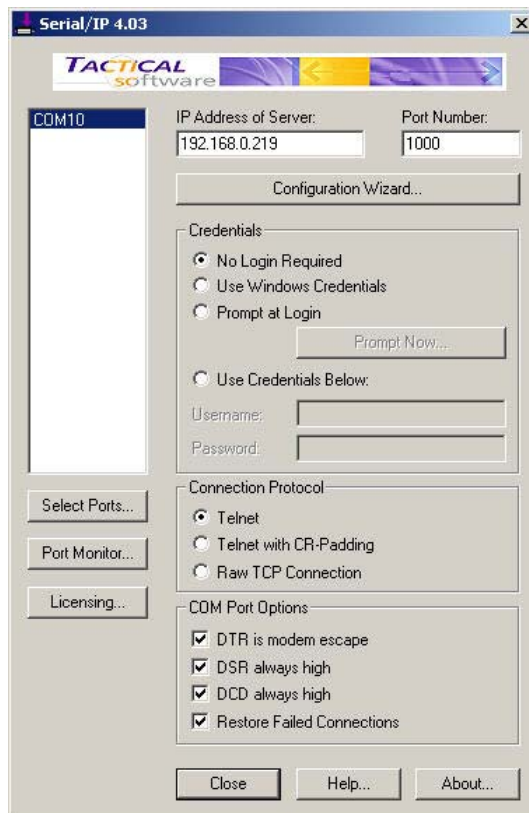 Serial/IP 4.03
TACTiCAL
software
COM10
IP Address of Server:
Port Number:
192.168.0.219
1000
Configuration Wizard...
Credentials
No Login Required
Use Windows Credentials
Prompt at Login
Prompt Now...
Use Credentials Below:
Username:
Password:
Select Ports...
Port Monitor...
Licensing...
Connection Protocol
Telnet
Telnet with CR-Padding
Raw TCP Connection
COM Port Options
DTR is modem escape
DSR always high
DCD always high
Restore Failed Connections
Close
Help...
About...